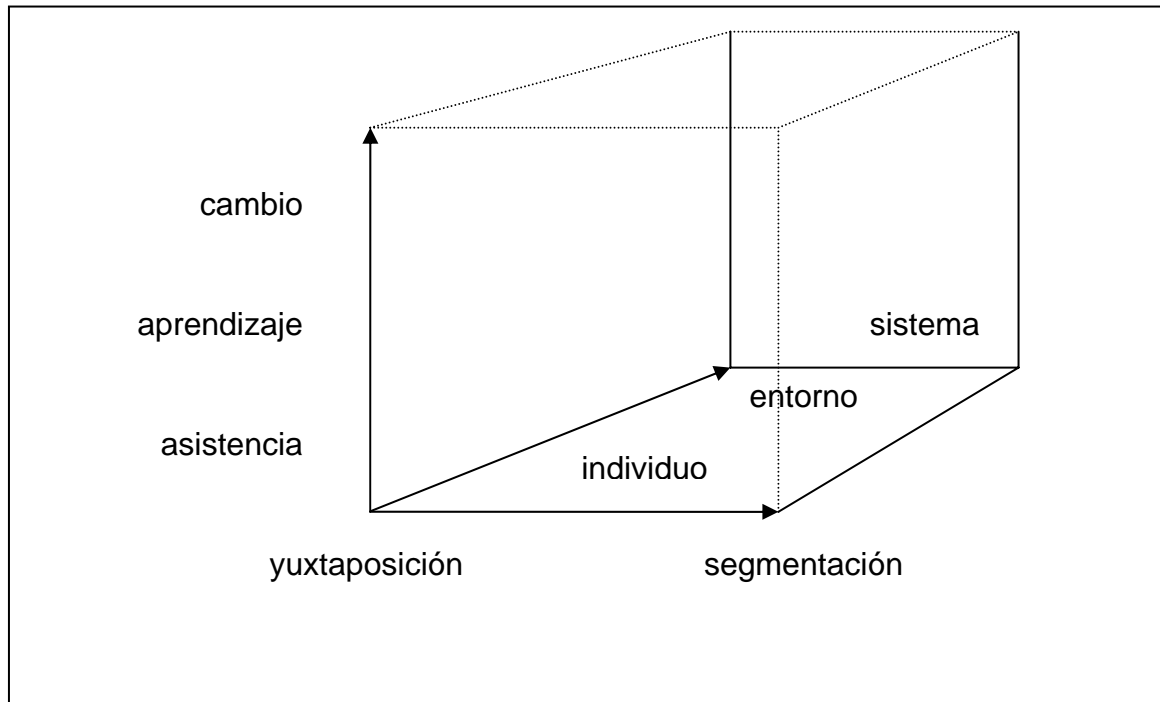 cambio
aprendizaje
sistema
entorno
asistencia
individuo
yuxtaposición
segmentación